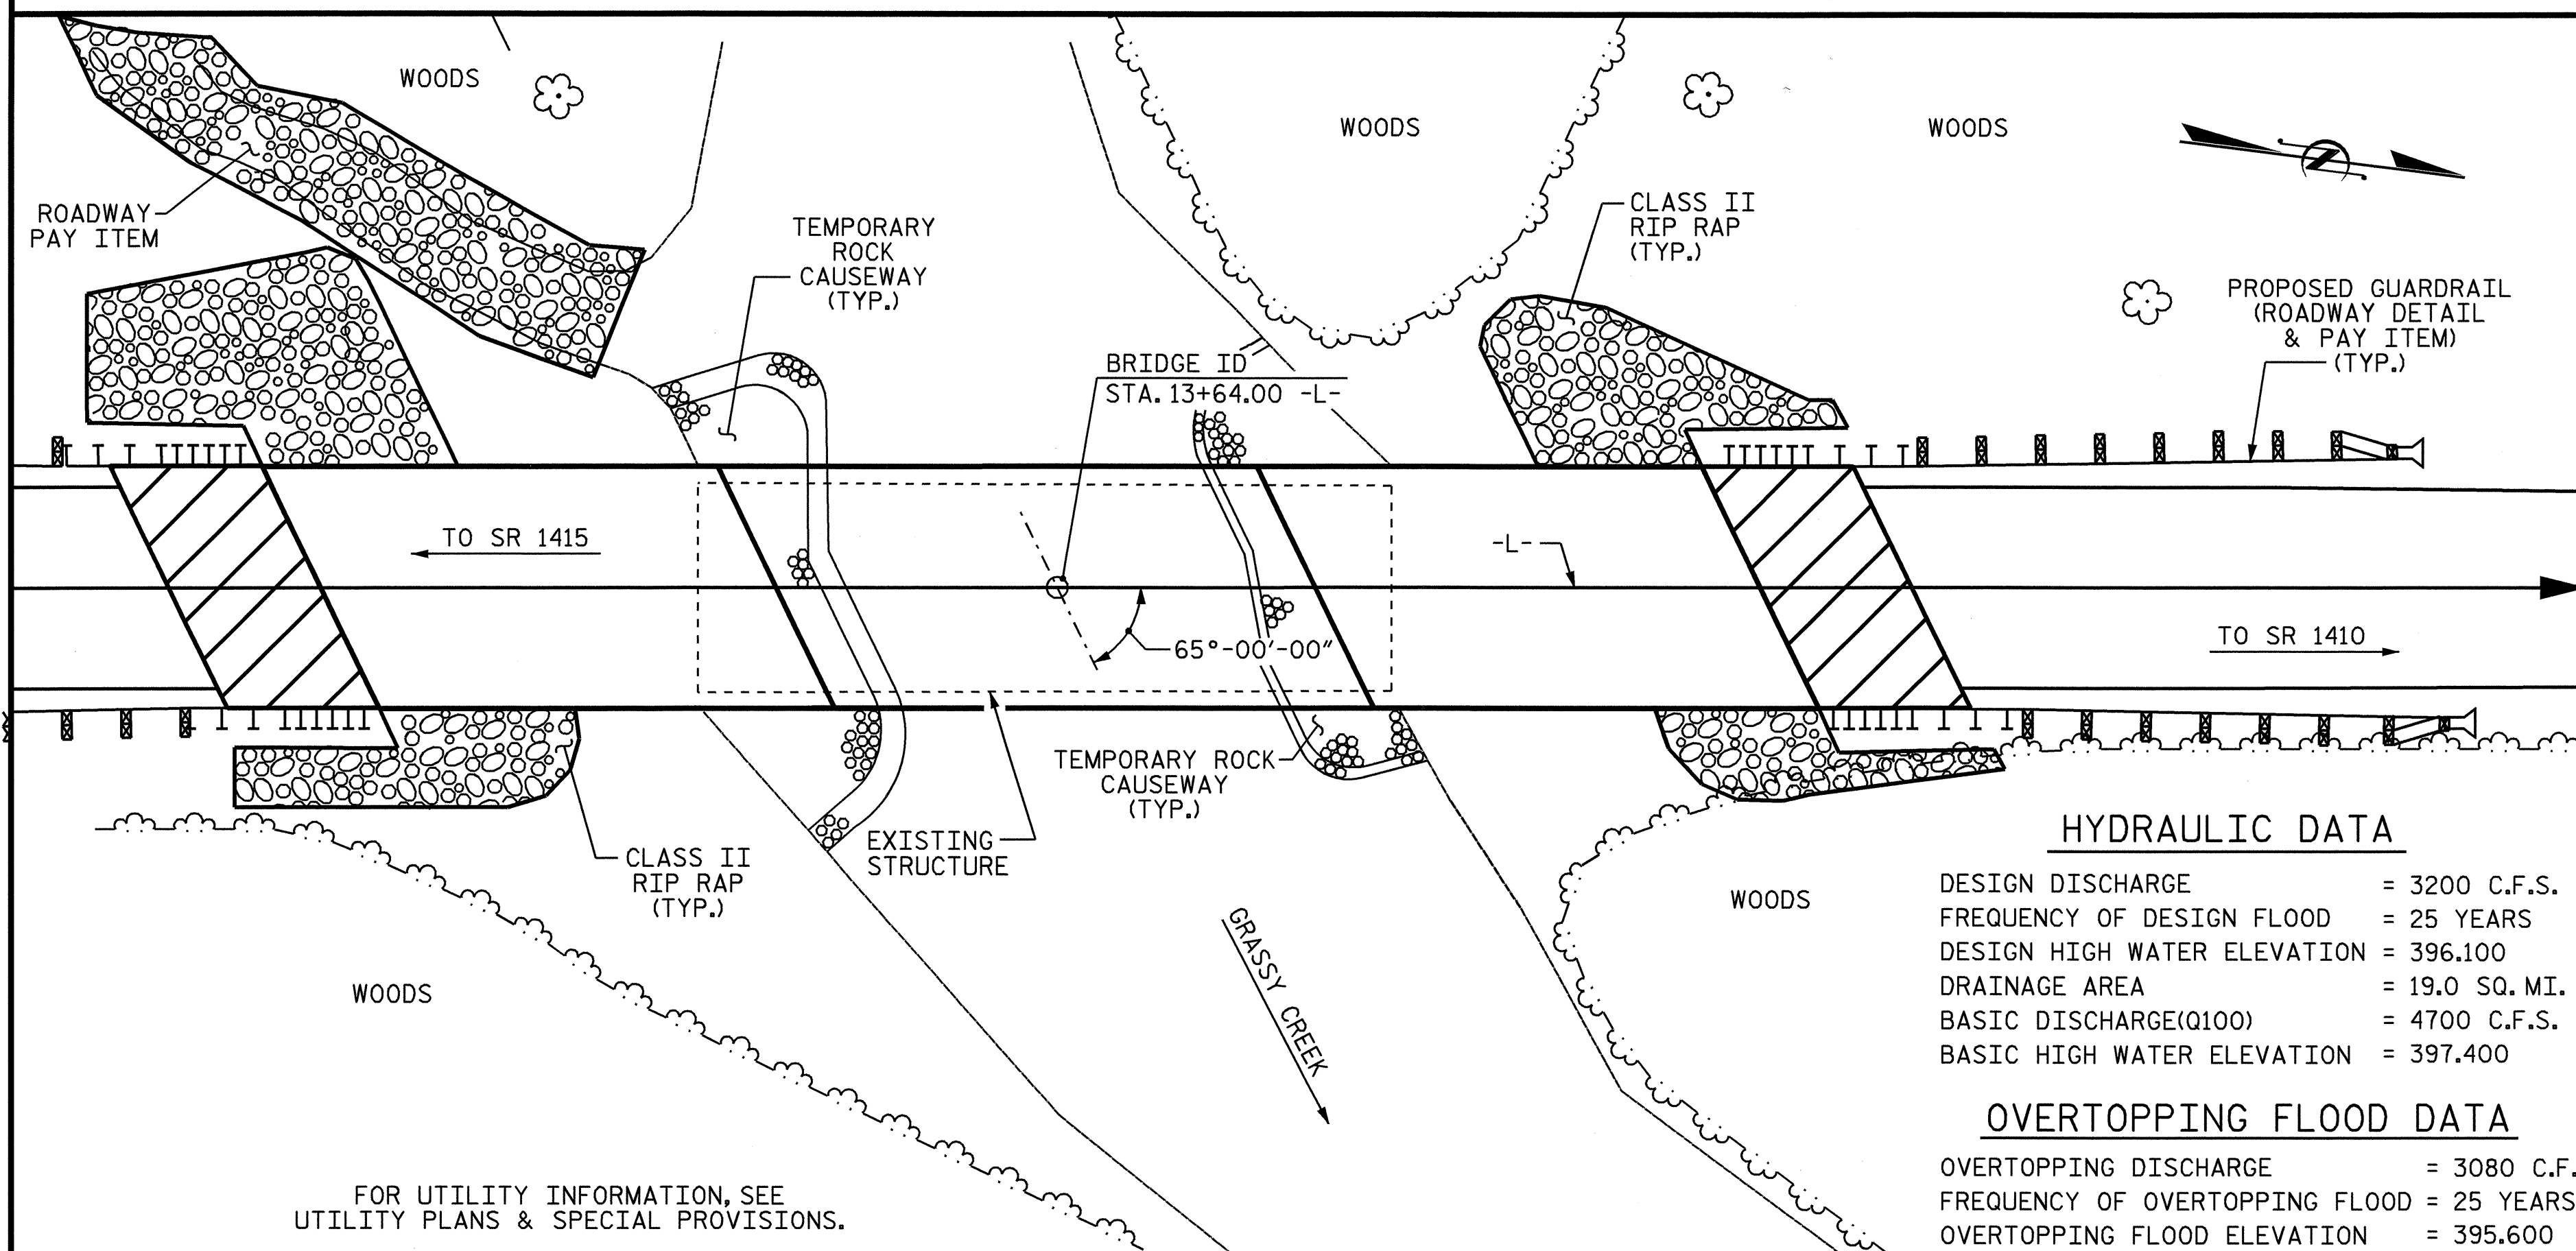 WOODS
WOODS
WOODS
ROADWAY
PAY ITEM
TEMPORARY
ROCK
CAUSEWAY
(TYP.)
CLASS II
RIP RAP
(TYP.)
PROPOSED GUARDRAIL
(ROADWAY DETAIL
& PAY ITEM)
(TYP.)
BRIDGE ID
STA. 13+64.00 -L-
TO SR 1415
-L-
65°-00'-00"
TO SR 1410
TEMPORARY ROCK
CAUSEWAY
(TYP.)
EXISTING
STRUCTURE
CLASS II
RIP RAP
(TYP.)
WOODS
WOODS
GRASSY CREEK
HYDRAULIC DATA
DESIGN DISCHARGE = 3200 C.F.S.
FREQUENCY OF DESIGN FLOOD = 25 YEARS
DESIGN HIGH WATER ELEVATION = 396.100
DRAINAGE AREA = 19.0 SQ. MI.
BASIC DISCHARGE(Q100) = 4700 C.F.S.
BASIC HIGH WATER ELEVATION = 397.400
OVERTOPPING FLOOD DATA
OVERTOPPING DISCHARGE = 3080 C.F.
FREQUENCY OF OVERTOPPING FLOOD = 25 YEARS
OVERTOPPING FLOOD ELEVATION = 395.600
FOR UTILITY INFORMATION, SEE
UTILITY PLANS & SPECIAL PROVISIONS.